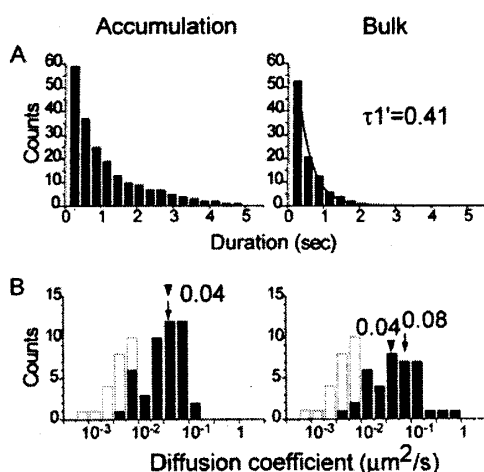 Accumulation Bulk
A
60
50
40
30
20
10
0
Counts
0 1 2 3 4 5
60
50
40
30
20
10
0
τ1'=0.41
0 1 2 3 4 5
Duration (sec)
B
15
10
5
0
Counts
0.04
10-3 10-2 10-1 1
15
10
5
0
0.04 0.08
10-3 10-2 10-1 1
Diffusion coefficient (μm2/s)